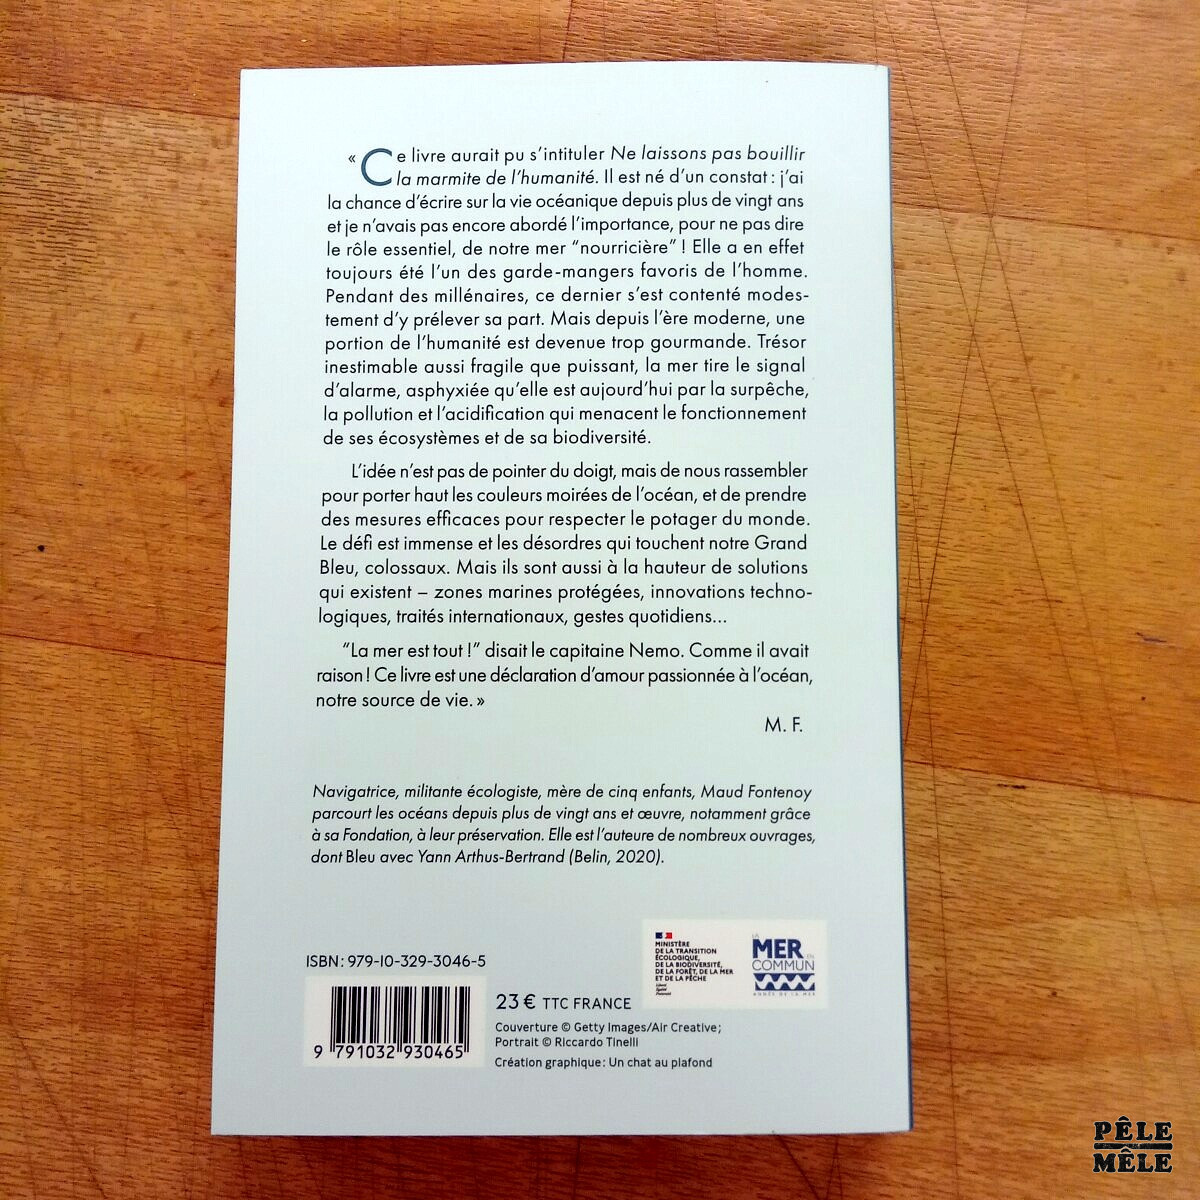 « Ce livre aurait pu s’intituler Ne laissons pas bouillir
la marmite de l’humanité. Il est né d’un constat : j’ai
la chance d’écrire sur la vie océanique depuis plus de vingt ans
et je n’avais pas encore abordé l’importance, pour ne pas dire
le rôle essentiel, de notre mer “nourricière” ! Elle a en effet
toujours été l’un des garde-mangers favoris de l’homme.
Pendant des millénaires, ce dernier s’est contenté modes-
tement d’y prélever sa part. Mais depuis l’ère moderne, une
portion de l’humanité est devenue trop gourmande. Trésor
inestimable aussi fragile que puissant, la mer tire le signal
d’alarme, asphyxiée qu’elle est aujourd’hui par la surpêche,
la pollution et l’acidification qui menacent le fonctionnement
de ses écosystèmes et de sa biodiversité.
L’idée n’est pas de pointer du doigt, mais de nous rassembler
pour porter haut les couleurs moirées de l’océan, et de prendre
des mesures efficaces pour respecter le potager du monde.
Le défi est immense et les désordres qui touchent notre Grand
Bleu, colossaux. Mais ils sont aussi à la hauteur de solutions
qui existent – zones marines protégées, innovations techno-
logiques, traités internationaux, gestes quotidiens...
“La mer est tout !” disait le capitaine Nemo. Comme il avait
raison ! Ce livre est une déclaration d’amour passionnée à l’océan,
notre source de vie. »
M. F.
Navigatrice, militante écologiste, mère de cinq enfants, Maud Fontenoy
parcourt les océans depuis plus de vingt ans et œuvre, notamment grâce
à sa Fondation, à leur préservation. Elle est l’auteure de nombreux ouvrages,
dont Bleu avec Yann Arthus-Bertrand (Belin, 2020).
ISBN : 979-10-329-3046-5
9 791032 930465
23 € TTC FRANCE
Couverture © Getty Images/Air Creative ;
Portrait © Riccardo Tinelli
Création graphique : Un chat au plafond
MINISTÈRE
DE LA TRANSITION
ÉCOLOGIQUE,
DE LA BIODIVERSITÉ,
DE LA FORÊT, DE LA MER
ET DE LA PÊCHE
Liberté
Égalité
Fraternité
LA
MER EN
COMMUN
ANNÉE DE LA MER
PÊLE
MÊLE